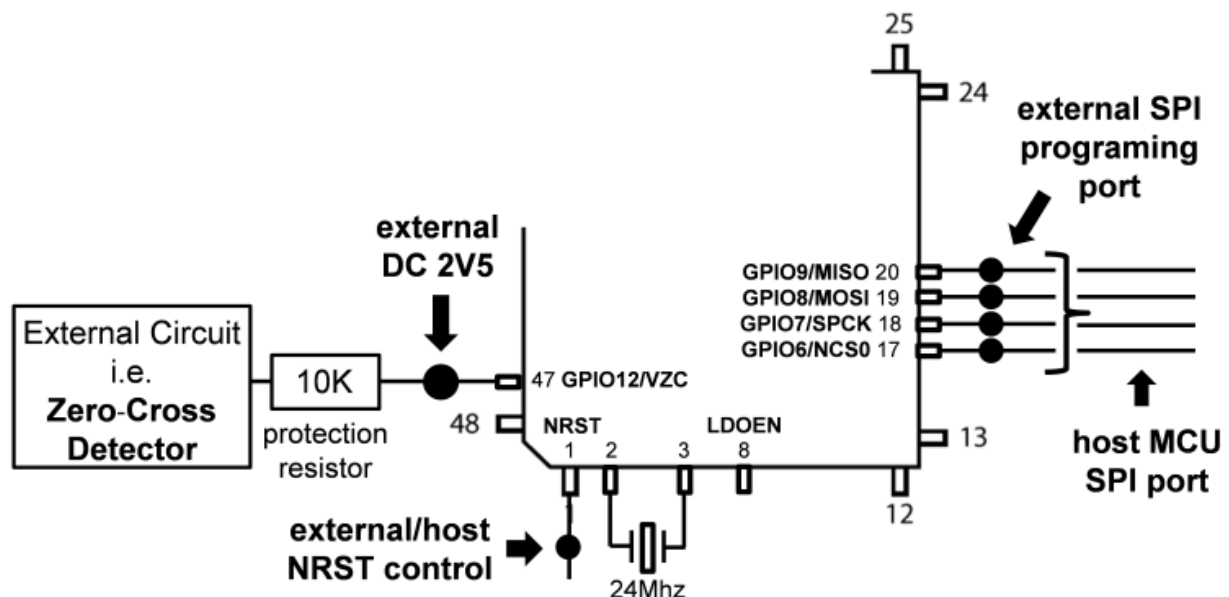 25
24
external SPI
programing
port
external
DC 2V5
GPIO9/MISO 20
GPIO8/MOSI 19
GPIO7/SPCK 18
GPIO6/NCS0 17
External Circuit
i.e.
Zero-Cross
Detector
10K
protection
resistor
47 GPIO12/VZC
48
NRST
LDOEN
1
2
3
8
13
12
host MCU
SPI port
external/host
NRST control
24Mhz